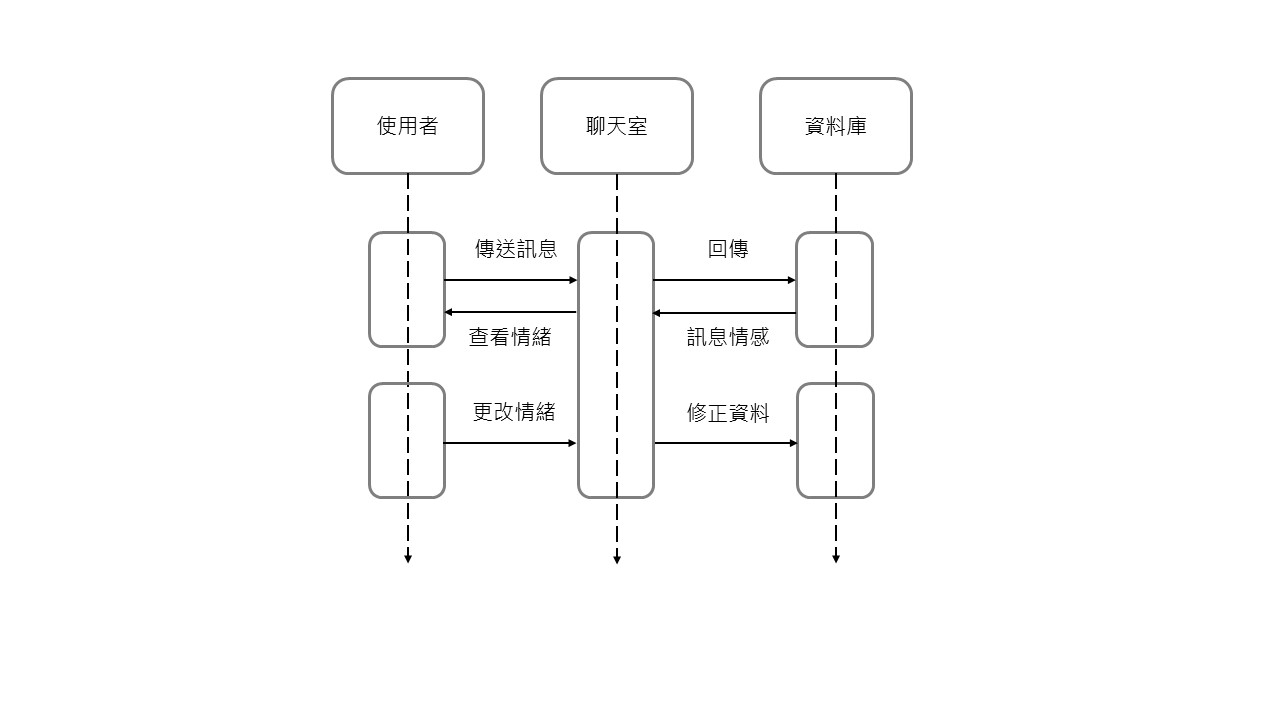 使用者
聊天室
資料庫
傳送訊息
回傳
查看情緒
訊息情感
更改情緒
修正資料